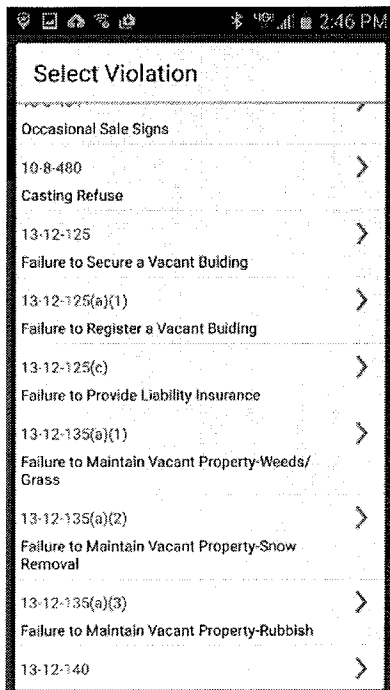 2:46 PM
Select Violation
Occasional Sale Signs
10-8-480
Casting Refuse
13-12-125
Failure to Secure a Vacant Buiding
13-12-125(a)(1)
Failure to Register a Vacant Buiding
13-12-125(c)
Failure to Provide Liability Insurance
13-12-135(a)(1)
Failure to Maintain Vacant Property-Weeds/
Grass
13-12-135(a)(2)
Failure to Maintain Vacant Property-Snow
Removal
13-12-135(a)(3)
Failure to Maintain Vacant Property-Rubbish
13-12-140